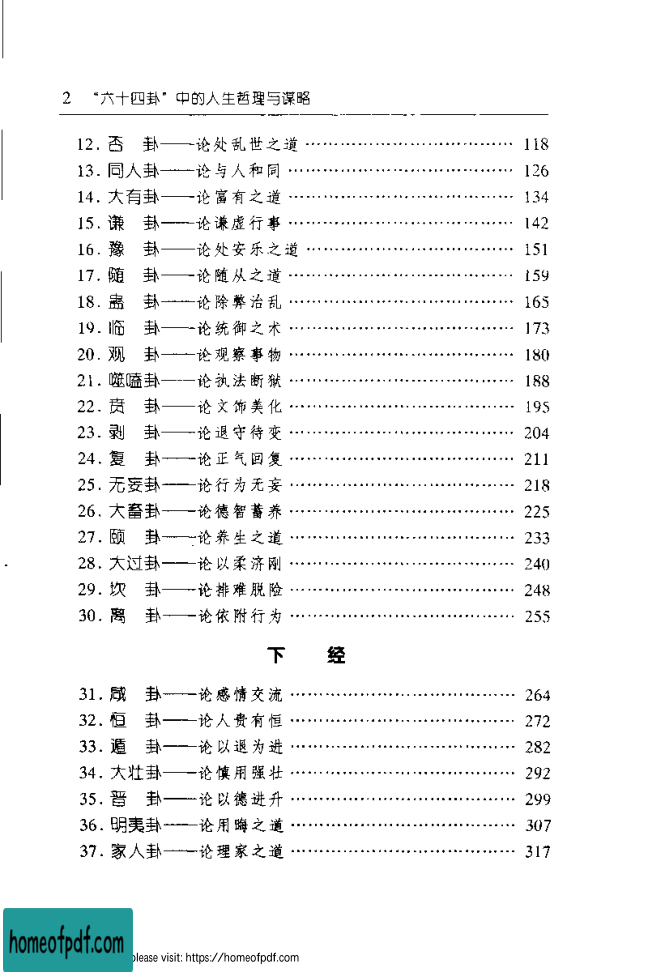 2 “六十四卦”中的人生哲理与谋略
12. 否 卦——论处乱世之道 …………………………… 118
13. 同人卦——论与人和同 …………………………… 126
14. 大有卦——论富有之道 …………………………… 134
15. 谦 卦——论谦虚行事 …………………………… 142
16. 豫 卦——论处安乐之道 …………………………… 151
17. 随 卦——论随从之道 …………………………… 159
18. 蛊 卦——论除弊治乱 …………………………… 165
19. 临 卦——论统御之术 …………………………… 173
20. 观 卦——论观察事物 …………………………… 180
21. 噬嗑卦——论执法断狱 …………………………… 188
22. 贲 卦——论文饰美化 …………………………… 195
23. 剥 卦——论退守待变 …………………………… 204
24. 复 卦——论正气回复 …………………………… 211
25. 无妄卦——论行为无妄 …………………………… 218
26. 大畜卦——论德智蓄养 …………………………… 225
27. 颐 卦——论养生之道 …………………………… 233
28. 大过卦——论以柔济刚 …………………………… 240
29. 坎 卦——论排难脱险 …………………………… 248
30. 离 卦——论依附行为 …………………………… 255
下 经
31. 咸 卦——论感情交流 …………………………… 264
32. 恒 卦——论人贵有恒 …………………………… 272
33. 遁 卦——论以退为进 …………………………… 282
34. 大壮卦——论慎用强壮 …………………………… 292
35. 晋 卦——论以德进升 …………………………… 299
36. 明夷卦——论用晦之道 …………………………… 307
37. 家人卦——论理家之道 …………………………… 317
homeofpdf.com
please visit: https://homeofpdf.com